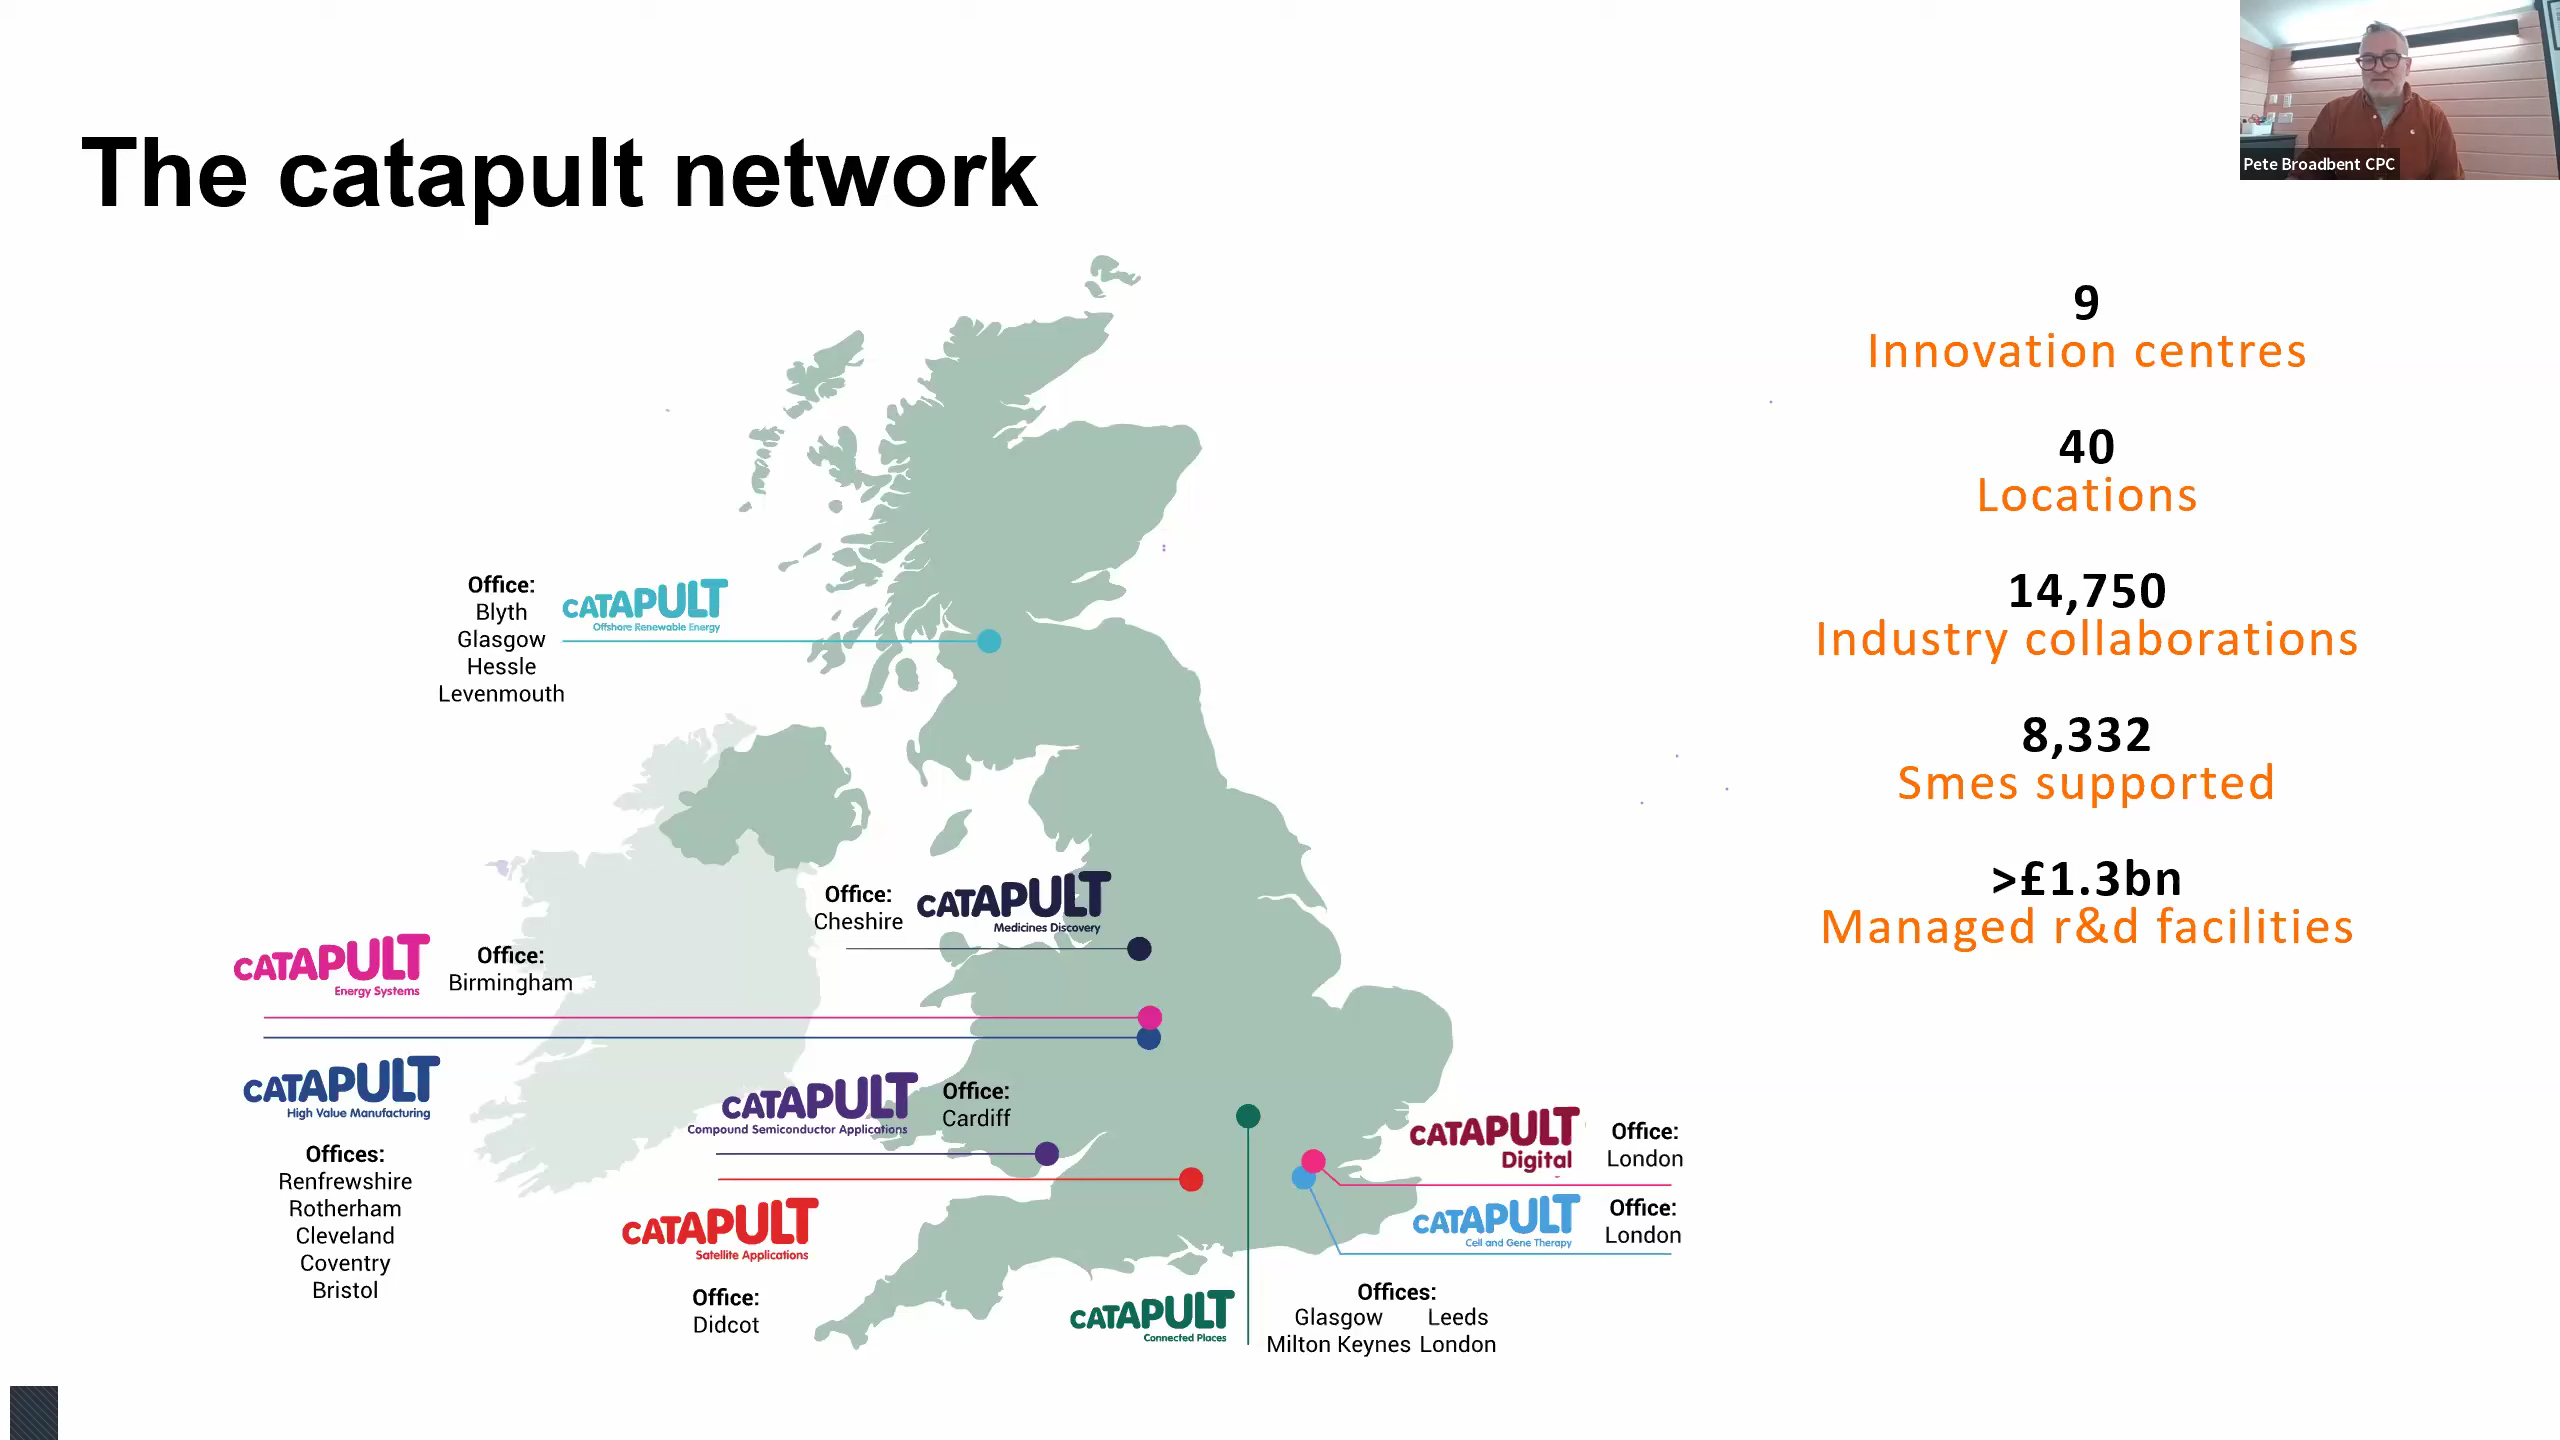 The catapult network
Pete Broadbent CPC
9
Innovation centres
40
Locations
14,750
Industry collaborations
8,332
Smes supported
>£1.3bn
Managed r&d facilities
Office:
Blyth
Glasgow
Hessle
Levenmouth
CATAPULT
Offshore Renewable Energy
Office:
Cheshire
CATAPULT
Medicines Discovery
CATAPULT
Energy Systems
Office:
Birmingham
CATAPULT
High Value Manufacturing
Offices:
Renfrewshire
Rotherham
Cleveland
Coventry
Bristol
CATAPULT
Compound Semiconductor Applications
Office:
Cardiff
CATAPULT
Satellite Applications
Office:
Didcot
CATAPULT
Digital
Office:
London
CATAPULT
Cell and Gene Therapy
Office:
London
CATAPULT
Connected Places
Offices:
Glasgow Leeds
Milton Keynes London